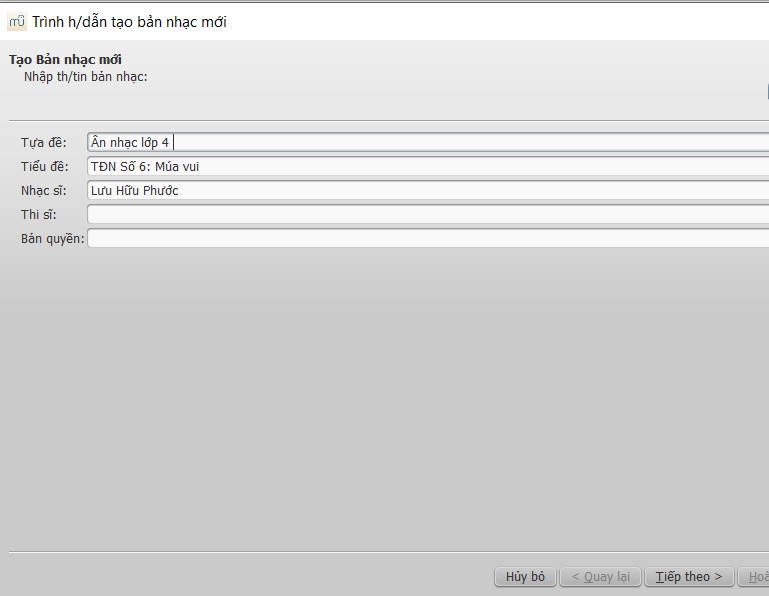 Trình h/dẫn tạo bản nhạc mới
Tạo Bản nhạc mới
Nhập th/tin bản nhạc:
Tựa đề: Ân nhạc lớp 4
Tiểu đề: TĐN Số 6: Múa vui
Nhạc sĩ: Lưu Hữu Phước
Thi sĩ:
Bản quyền:
Hủy bỏ < Quay lại Tiếp theo >